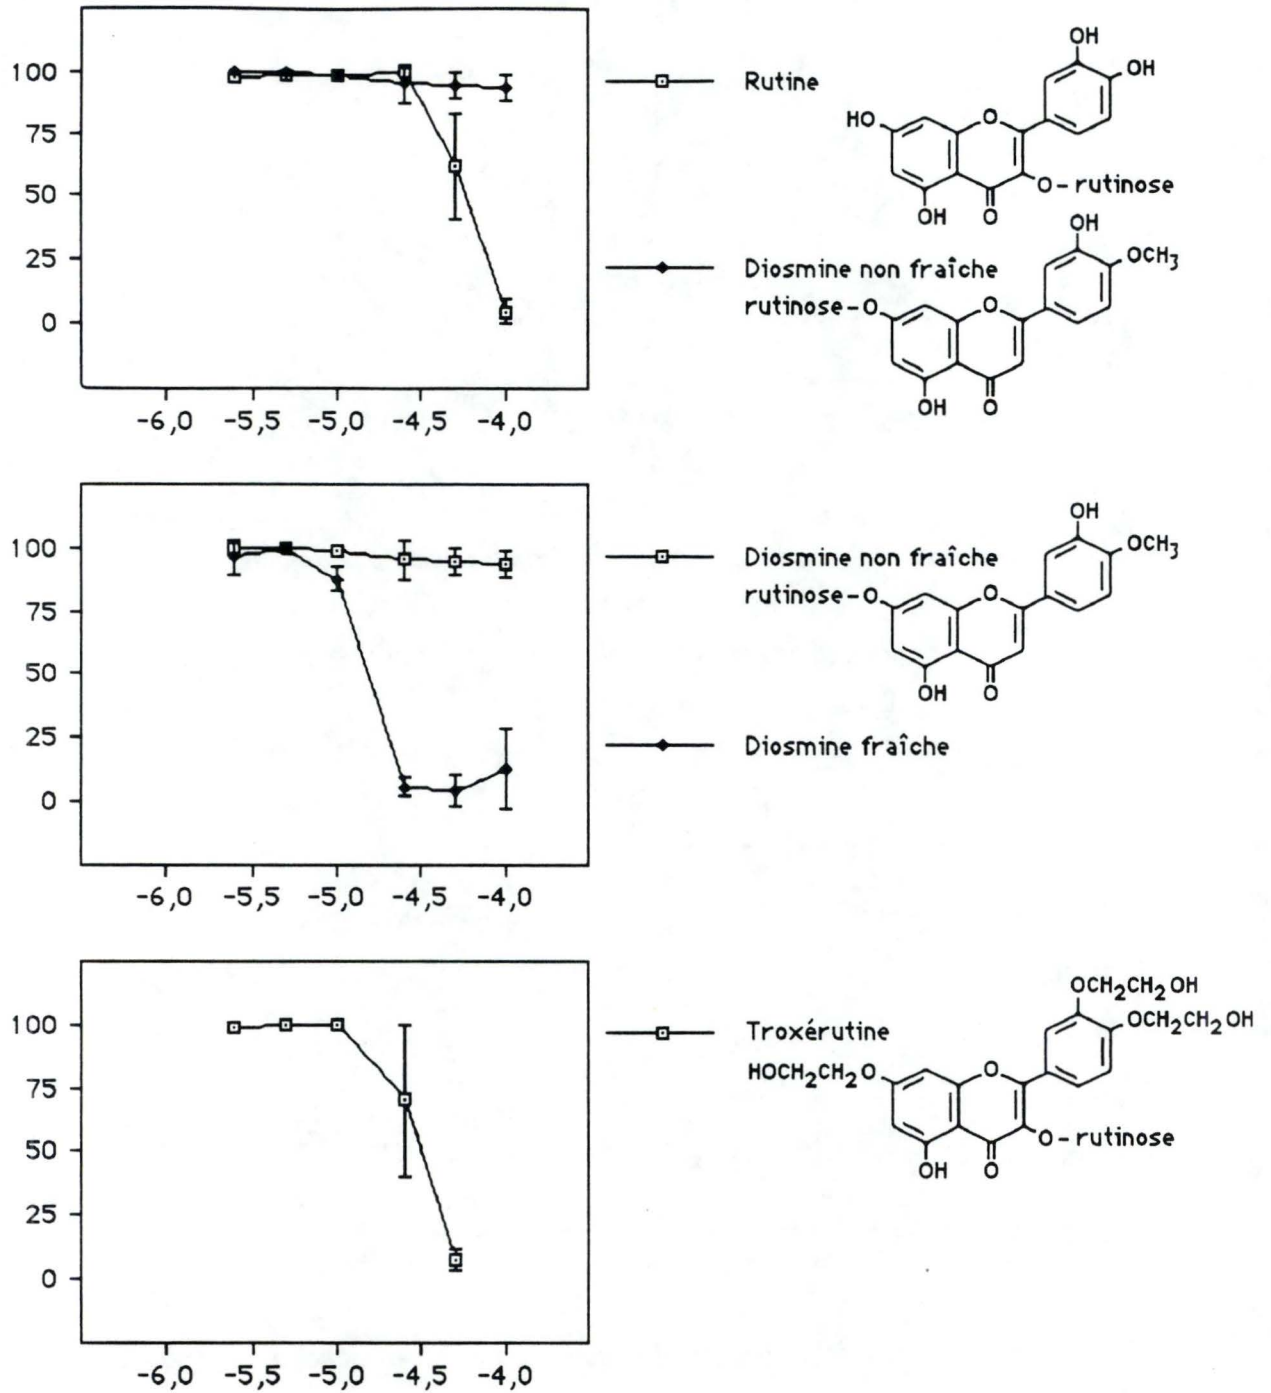 100
75
50
25
0
-6,0 -5,5 -5,0 -4,5 -4,0
Rutine
OH
OH
HO
O
O-rutinose
OH O
Diosmine non fraîche
OH
OCH3
rutinose-O
O
OH O
100
75
50
25
0
-6,0 -5,5 -5,0 -4,5 -4,0
Diosmine non fraîche
OH
OCH3
rutinose-O
O
OH O
Diosmine fraîche
100
75
50
25
0
-6,0 -5,5 -5,0 -4,5 -4,0
Troxérutine
OCH2CH2OH
OCH2CH2OH
HOCH2CH2O
O
O-rutinose
OH O